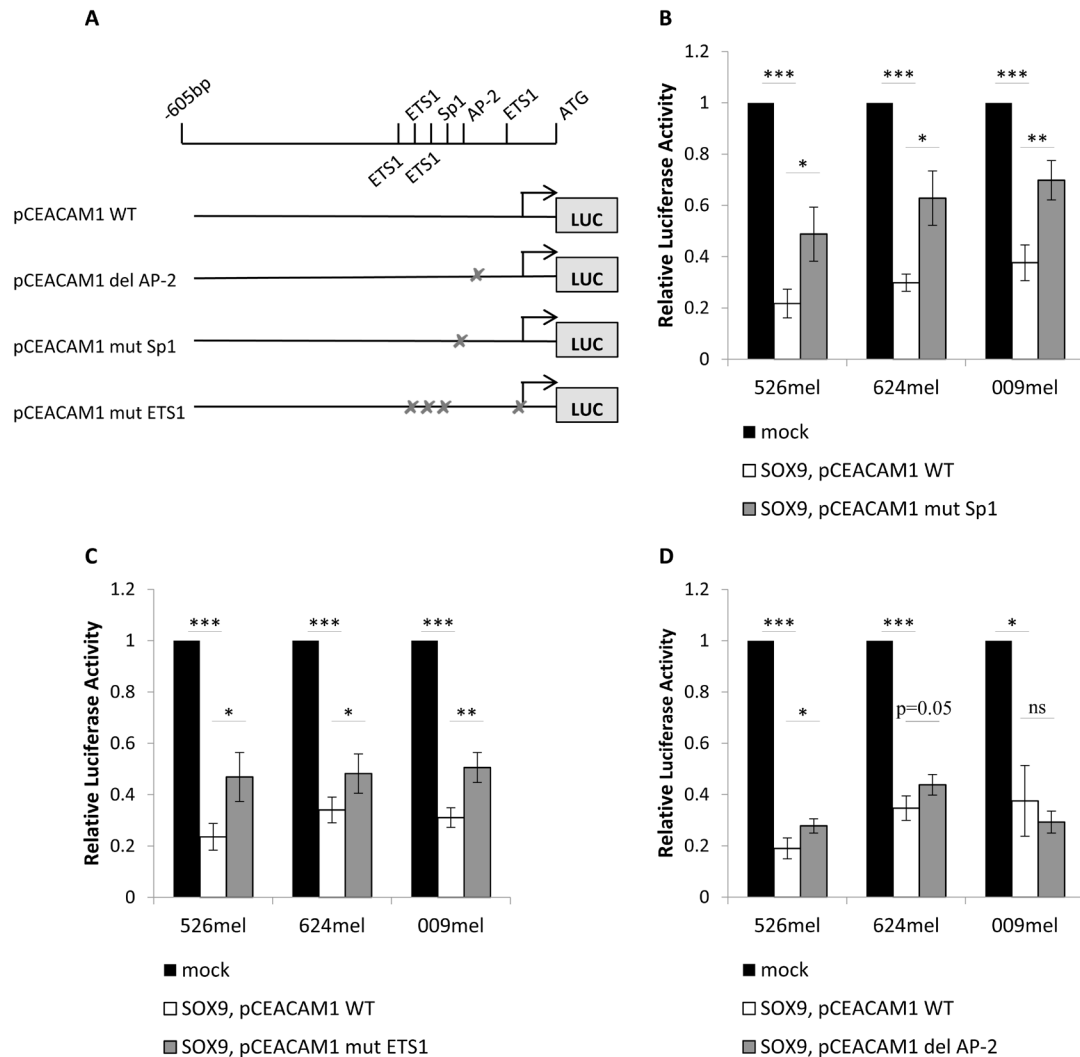 A
-605bp
ETS1
Sp1
AP-2
ETS1
ATG
ETS1
ETS1
pCEACAM1 WT
LUC
pCEACAM1 del AP-2
LUC
pCEACAM1 mut Sp1
LUC
pCEACAM1 mut ETS1
LUC
B
Relative Luciferase Activity
1.2
1
0.8
0.6
0.4
0.2
0
***
*
***
*
***
**
526mel
624mel
009mel
mock
SOX9, pCEACAM1 WT
SOX9, pCEACAM1 mut Sp1
C
Relative Luciferase Activity
1.2
1
0.8
0.6
0.4
0.2
0
***
*
***
*
***
**
526mel
624mel
009mel
mock
SOX9, pCEACAM1 WT
SOX9, pCEACAM1 mut ETS1
D
Relative Luciferase Activity
1.2
1
0.8
0.6
0.4
0.2
0
***
*
***
p=0.05
*
ns
526mel
624mel
009mel
mock
SOX9, pCEACAM1 WT
SOX9, pCEACAM1 del AP-2